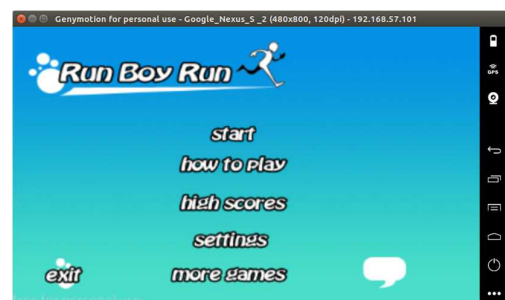 Genymotion for personal use - Google_Nexus_S _2 (480x800, 120dpi) - 192.168.57.101
Run Boy Run
GPS
start
how to play
high scores
settings
exit
more games